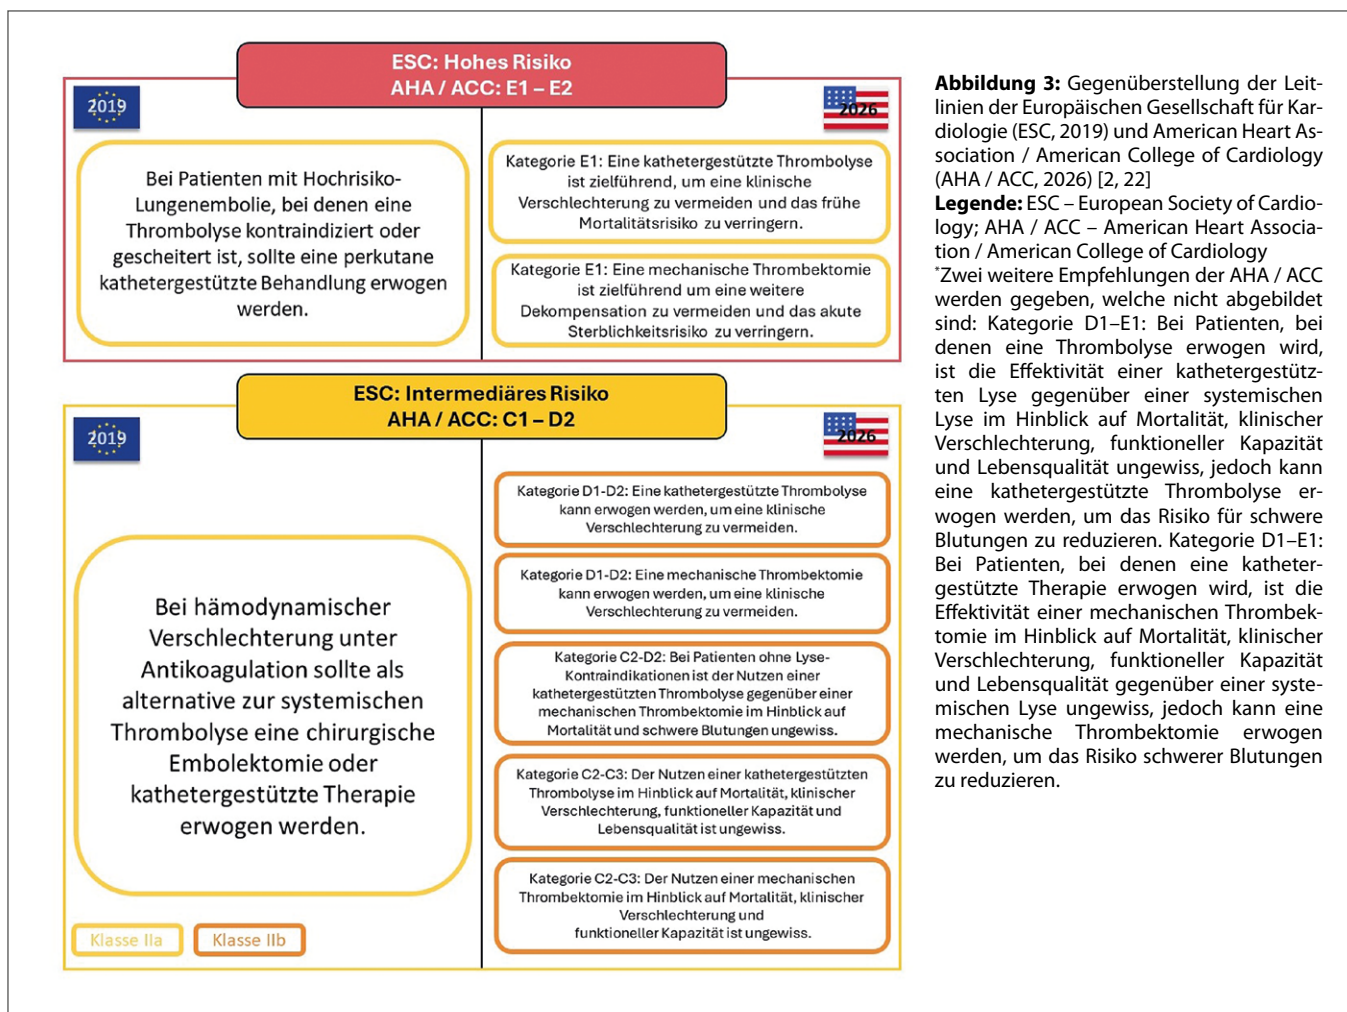 ESC: Hohes Risiko
AHA / ACC: E1 – E2
2019
2026
Bei Patienten mit Hochrisiko-
Lungenembolie, bei denen eine
Thrombolyse kontraindiziert oder
gescheitert ist, sollte eine perkutane
kathetergestützte Behandlung erwogen
werden.
Kategorie E1: Eine kathetergestützte Thrombolyse
ist zielführend, um eine klinische
Verschlechterung zu vermeiden und das frühe
Mortalitätsrisiko zu verringern.
Kategorie E1: Eine mechanische Thrombektomie
ist zielführend um eine weitere
Dekompensation zu vermeiden und das akute
Sterblichkeitsrisiko zu verringern.
ESC: Intermediäres Risiko
AHA / ACC: C1 – D2
2019
2026
Bei hämodynamischer
Verschlechterung unter
Antikoagulation sollte als
alternative zur systemischen
Thrombolyse eine chirurgische
Embolektomie oder
kathetergestützte Therapie
erwogen werden.
Kategorie D1-D2: Eine kathetergestützte Thrombolyse
kann erwogen werden, um eine klinische
Verschlechterung zu vermeiden.
Kategorie D1-D2: Eine mechanische Thrombektomie
kann erwogen werden, um eine klinische
Verschlechterung zu vermeiden.
Kategorie C2-D2: Bei Patienten ohne Lyse-
Kontraindikationen ist der Nutzen einer
kathetergestützten Thrombolyse gegenüber einer
mechanischen Thrombektomie im Hinblick auf
Mortalität und schwere Blutungen ungewiss.
Kategorie C2-C3: Der Nutzen einer kathetergestützten
Thrombolyse im Hinblick auf Mortalität, klinischer
Verschlechterung, funktioneller Kapazität und
Lebensqualität ist ungewiss.
Kategorie C2-C3: Der Nutzen einer mechanischen
Thrombektomie im Hinblick auf Mortalität, klinischer
Verschlechterung und
funktioneller Kapazität ist ungewiss.
Klasse IIa
Klasse IIb
Abbildung 3: Gegenüberstellung der Leit-
linien der Europäischen Gesellschaft für Kar-
diologie (ESC, 2019) und American Heart As-
sociation / American College of Cardiology
(AHA / ACC, 2026) [2, 22]
Legende: ESC – European Society of Cardio-
logy; AHA / ACC – American Heart Associa-
tion / American College of Cardiology
*Zwei weitere Empfehlungen der AHA / ACC
werden gegeben, welche nicht abgebildet
sind: Kategorie D1–E1: Bei Patienten, bei
denen eine Thrombolyse erwogen wird,
ist die Effektivität einer kathetergestütz-
ten Lyse gegenüber einer systemischen
Lyse im Hinblick auf Mortalität, klinischer
Verschlechterung, funktioneller Kapazität
und Lebensqualität ungewiss, jedoch kann
eine kathetergestützte Thrombolyse er-
wogen werden, um das Risiko für schwere
Blutungen zu reduzieren. Kategorie D1–E1:
Bei Patienten, bei denen eine katheter-
gestützte Therapie erwogen wird, ist die
Effektivität einer mechanischen Thrombek-
tomie im Hinblick auf Mortalität, klinischer
Verschlechterung, funktioneller Kapazität
und Lebensqualität gegenüber einer syste-
mischen Lyse ungewiss, jedoch kann eine
mechanische Thrombektomie erwogen
werden, um das Risiko schwerer Blutungen
zu reduzieren.